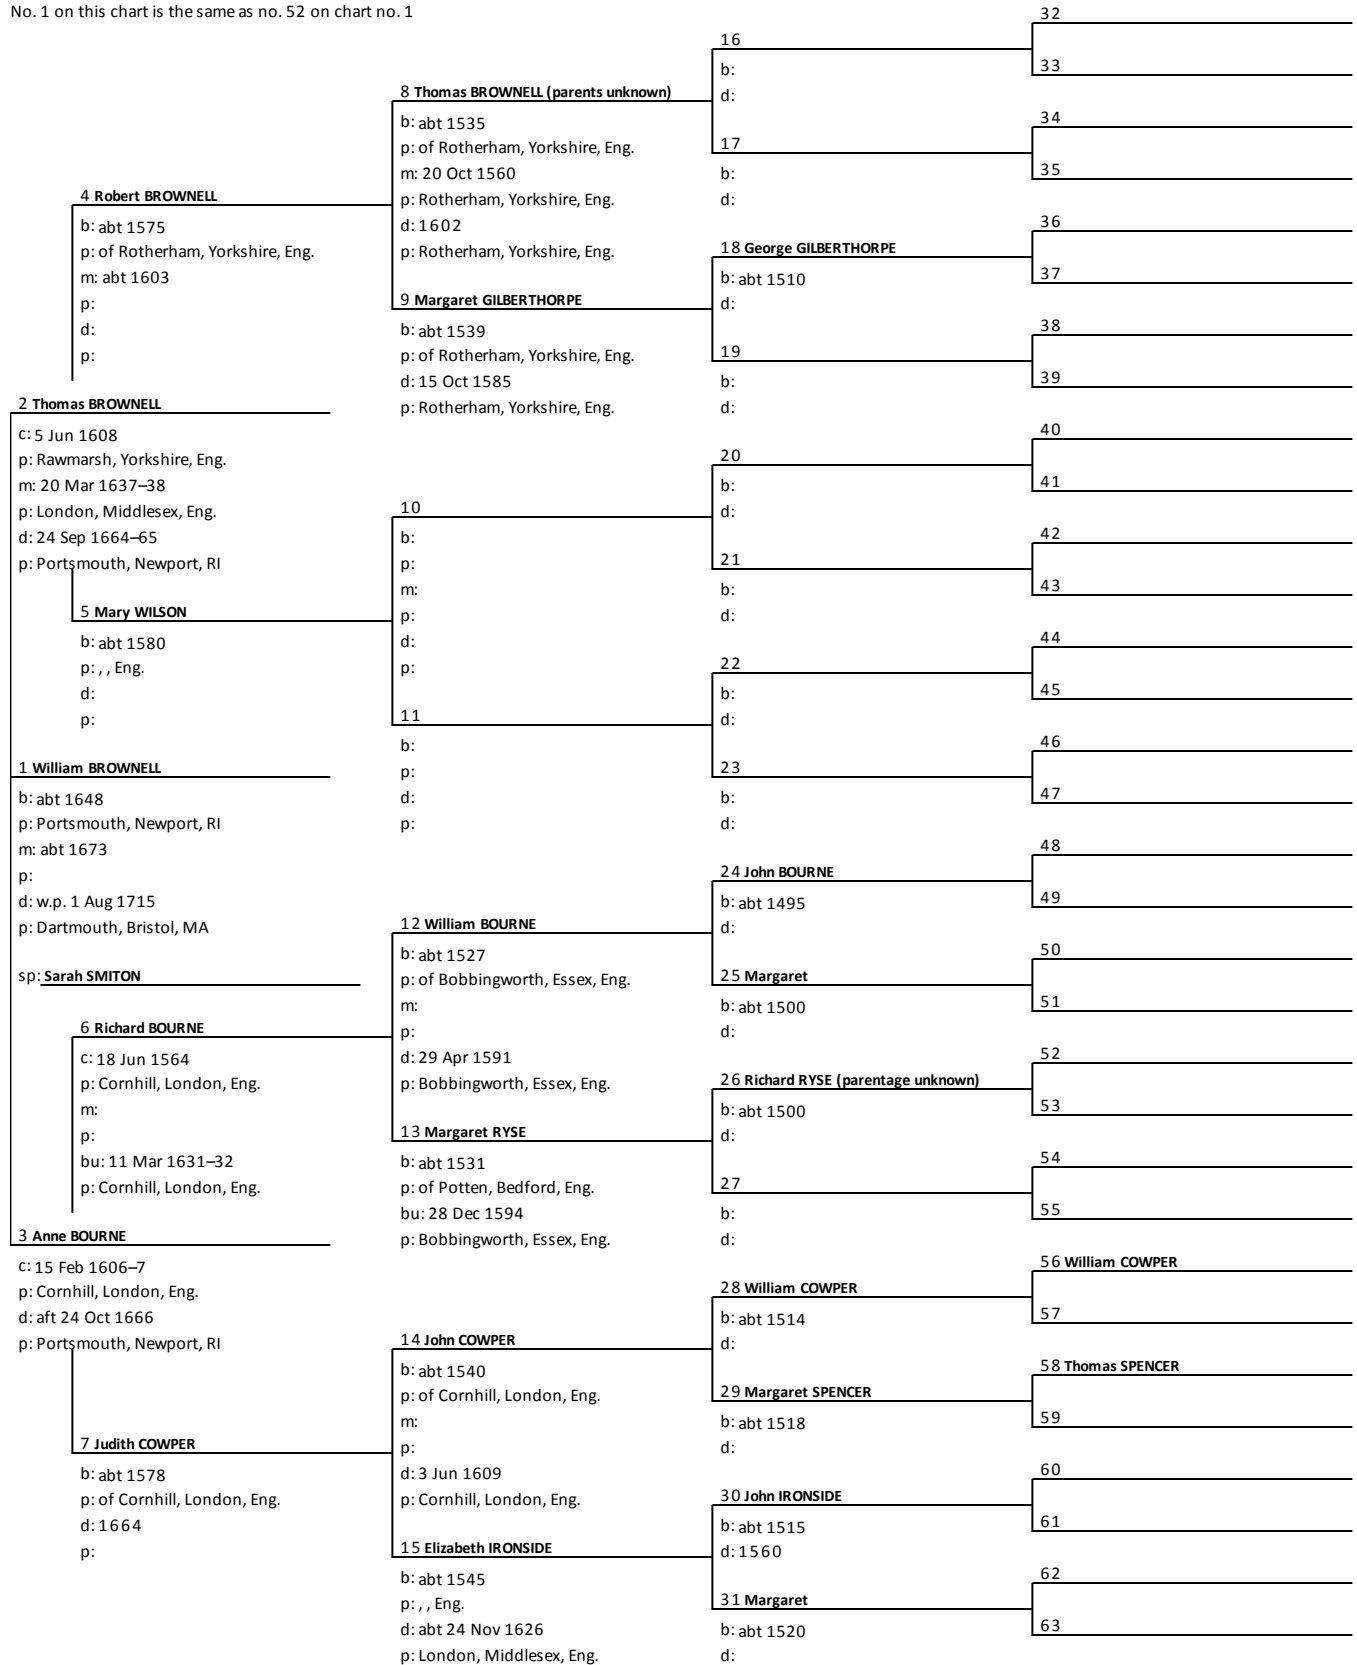 No. 1 on this chart is the same as no. 52 on chart no. 1
4 Robert BROWNELL
b: abt 1575
p: of Rotherham, Yorkshire, Eng.
m: abt 1603
p:
d:
p:
2 Thomas BROWNELL
c: 5 Jun 1608
p: Rawmarsh, Yorkshire, Eng.
m: 20 Mar 1637–38
p: London, Middlesex, Eng.
d: 24 Sep 1664–65
p: Portsmouth, Newport, RI
5 Mary WILSON
b: abt 1580
p: , , Eng.
d:
p:
1 William BROWNELL
b: abt 1648
p: Portsmouth, Newport, RI
m: abt 1673
p:
d: w.p. 1 Aug 1715
p: Dartmouth, Bristol, MA
sp: Sarah SMITON
6 Richard BOURNE
c: 18 Jun 1564
p: Cornhill, London, Eng.
m:
p:
bu: 11 Mar 1631–32
p: Cornhill, London, Eng.
3 Anne BOURNE
c: 15 Feb 1606–7
p: Cornhill, London, Eng.
d: aft 24 Oct 1666
p: Portsmouth, Newport, RI
7 Judith COWPER
b: abt 1578
p: of Cornhill, London, Eng.
d: 1664
p:
8 Thomas BROWNELL (parents unknown)
b: abt 1535
p: of Rotherham, Yorkshire, Eng.
m: 20 Oct 1560
p: Rotherham, Yorkshire, Eng.
d: 1602
p: Rotherham, Yorkshire, Eng.
9 Margaret GILBERTHORPE
b: abt 1539
p: of Rotherham, Yorkshire, Eng.
d: 15 Oct 1585
p: Rotherham, Yorkshire, Eng.
10
b:
p:
m:
p:
d:
p:
11
b:
p:
d:
p:
12 William BOURNE
b: abt 1527
p: of Bobbingworth, Essex, Eng.
m:
p:
d: 29 Apr 1591
p: Bobbingworth, Essex, Eng.
13 Margaret RYSE
b: abt 1531
p: of Potten, Bedford, Eng.
bu: 28 Dec 1594
p: Bobbingworth, Essex, Eng.
14 John COWPER
b: abt 1540
p: of Cornhill, London, Eng.
m:
p:
d: 3 Jun 1609
p: Cornhill, London, Eng.
15 Elizabeth IRONSIDE
b: abt 1545
p: , , Eng.
d: abt 24 Nov 1626
p: London, Middlesex, Eng.
16
b:
d:
17
b:
d:
18 George GILBERTHORPE
b: abt 1510
d:
19
b:
d:
20
b:
d:
21
b:
d:
22
b:
d:
23
b:
d:
24 John BOURNE
b: abt 1495
d:
25 Margaret
b: abt 1500
d:
26 Richard RYSE (parentage unknown)
b: abt 1500
d:
27
b:
d:
28 William COWPER
b: abt 1514
d:
29 Margaret SPENCER
b: abt 1518
d:
30 John IRONSIDE
b: abt 1515
d: 1560
31 Margaret
b: abt 1520
d:
32
33
34
35
36
37
38
39
40
41
42
43
44
45
46
47
48
49
50
51
52
53
54
55
56 William COWPER
57
58 Thomas SPENCER
59
60
61
62
63